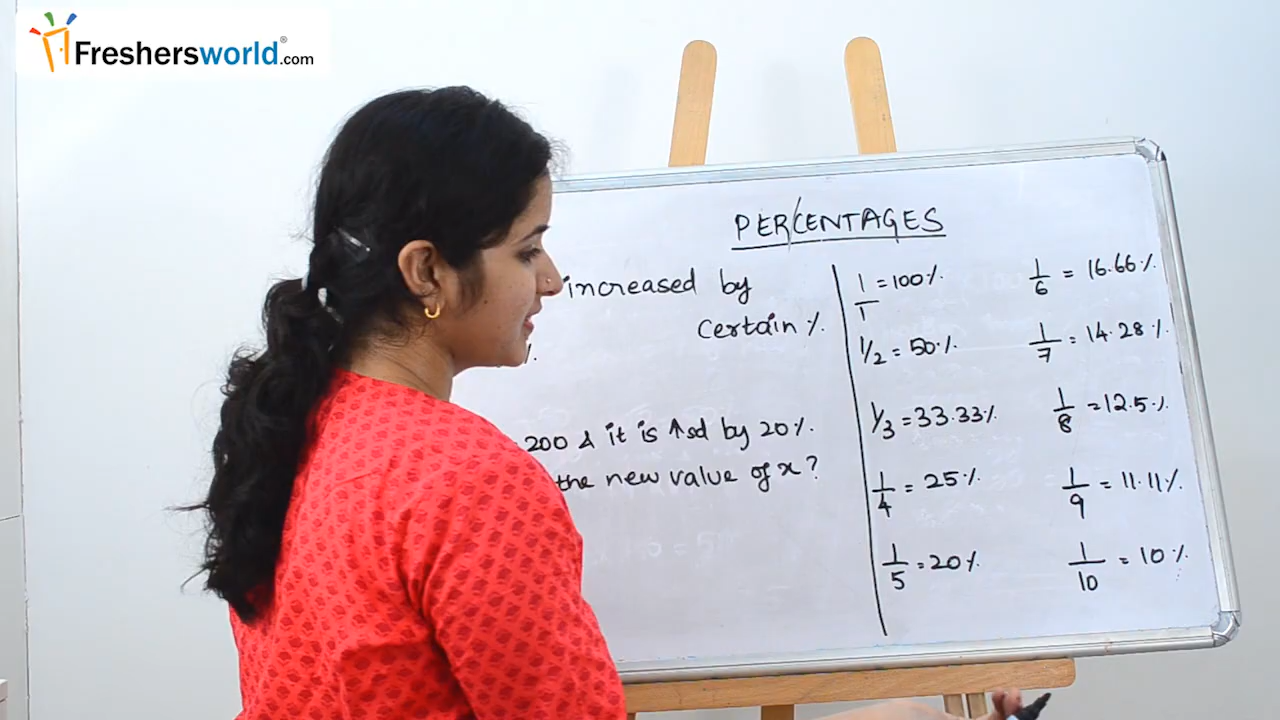 Freshersworld.com®
PERCENTAGES
increased by
certain %.
%.
200 & it is ↑sd by 20%.
the new value of x?
1/1 = 100%
1/2 = 50%.
1/3 = 33.33%
1/4 = 25%
1/5 = 20%
1/6 = 16.66%.
1/7 = 14.28%.
1/8 = 12.5%
1/9 = 11.11%
1/10 = 10%